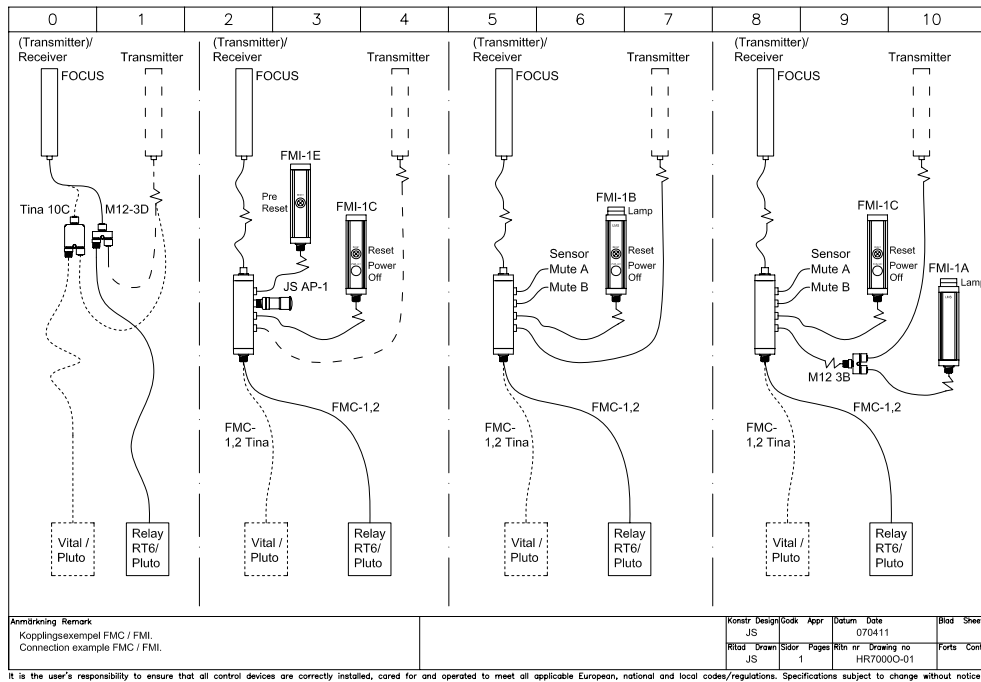 0 1 2 3 4 5 6 7 8 9 10
(Transmitter)/
Receiver
Transmitter
FOCUS
Tina 10C
M12-3D
Vital /
Pluto
Relay
RT6/
Pluto
(Transmitter)/
Receiver
Transmitter
FOCUS
FMI-1E
Pre
Reset
FMI-1C
Reset
Power
Off
JS AP-1
FMC-1,2
FMC-
1,2 Tina
Vital /
Pluto
Relay
RT6/
Pluto
(Transmitter)/
Receiver
Transmitter
FOCUS
FMI-1B
Lamp
Reset
Power
Off
Sensor
Mute A
Mute B
FMC-1,2
FMC-
1,2 Tina
Vital /
Pluto
Relay
RT6/
Pluto
(Transmitter)/
Receiver
Transmitter
FOCUS
FMI-1C
Reset
Power
Off
Sensor
Mute A
Mute B
FMI-1A
Lamp
M12 3B
FMC-1,2
FMC-
1,2 Tina
Vital /
Pluto
Relay
RT6/
Pluto
Anmärkning Remark
Kopplingsexempel FMC / FMI.
Connection example FMC / FMI.
Konstr Design Godk Appr Datum Date Blad Sheet
JS 070411
Ritad Drawn Sidor Pages Ritn nr Drawing no Forts Cont
JS 1 HR7000O-01
It is the user's responsibility to ensure that all control devices are correctly installed, cared for and operated to meet all applicable European, national and local codes/regulations. Specifications subject to change without notice